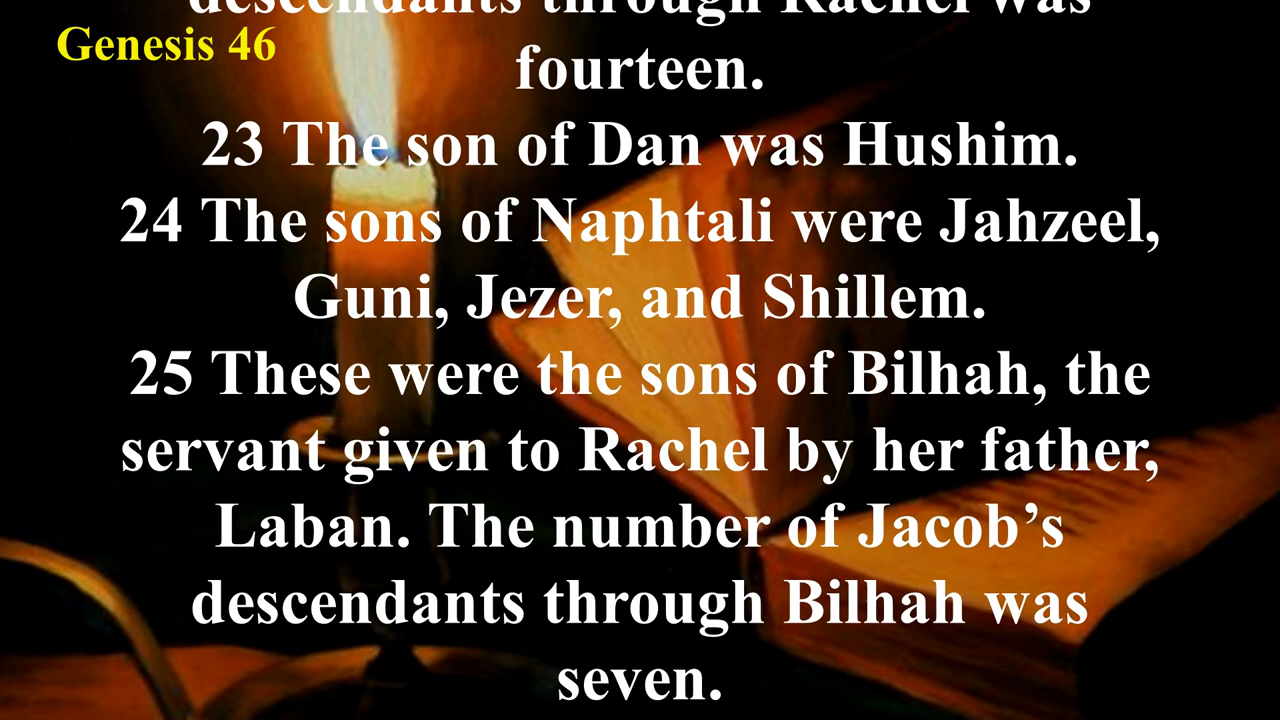 descendants through Rachel was
Genesis 46
fourteen.
23 The son of Dan was Hushim.
24 The sons of Naphtali were Jahzeel,
Guni, Jezer, and Shillem.
25 These were the sons of Bilhah, the
servant given to Rachel by her father,
Laban. The number of Jacob’s
descendants through Bilhah was
seven.